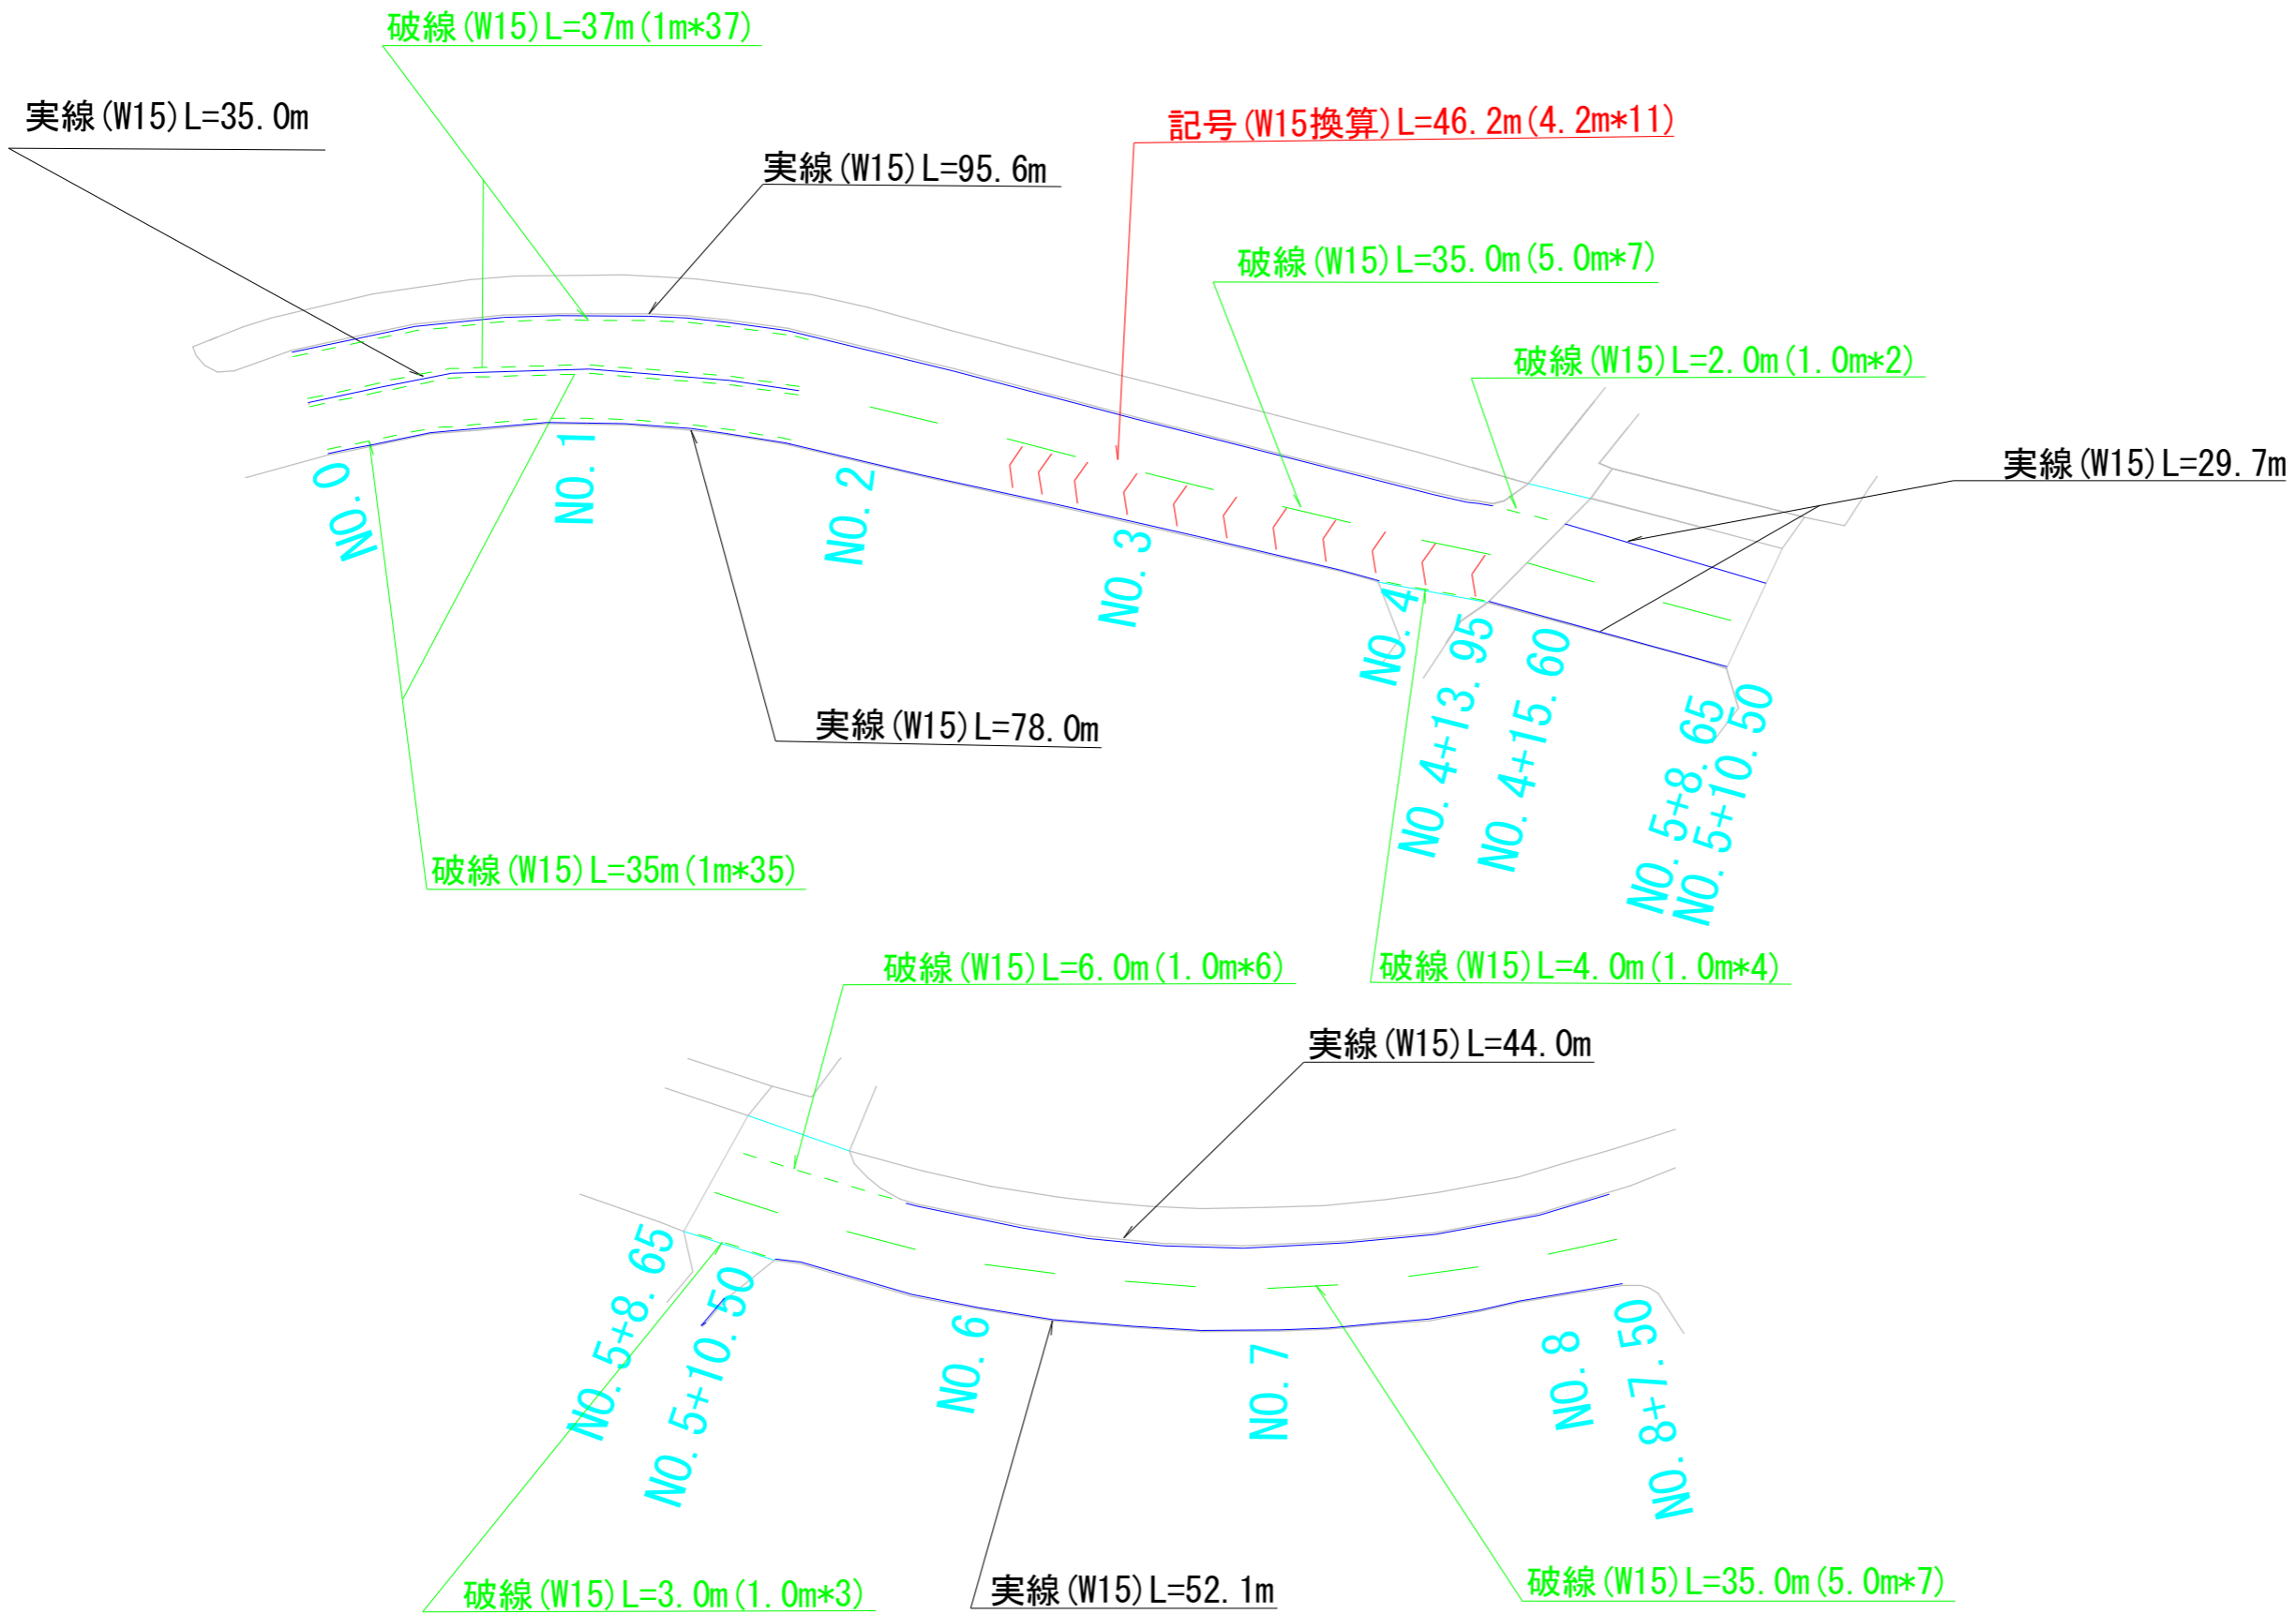 破線(W15)L=37m(1m*37)
実線(W15)L=35.0m
記号(W15換算)L=46.2m(4.2m*11)
実線(W15)L=95.6m
破線(W15)L=35.0m(5.0m*7)
破線(W15)L=2.0m(1.0m*2)
実線(W15)L=29.7m
NO.0
NO.1
NO.2
NO.3
NO.4
NO.4+13.95
NO.4+15.60
NO.5+8.65
NO.5+10.50
実線(W15)L=78.0m
破線(W15)L=35m(1m*35)
破線(W15)L=6.0m(1.0m*6)
破線(W15)L=4.0m(1.0m*4)
実線(W15)L=44.0m
NO.5+8.65
NO.5+10.50
NO.6
NO.7
NO.8
NO.8+7.50
破線(W15)L=3.0m(1.0m*3)
実線(W15)L=52.1m
破線(W15)L=35.0m(5.0m*7)